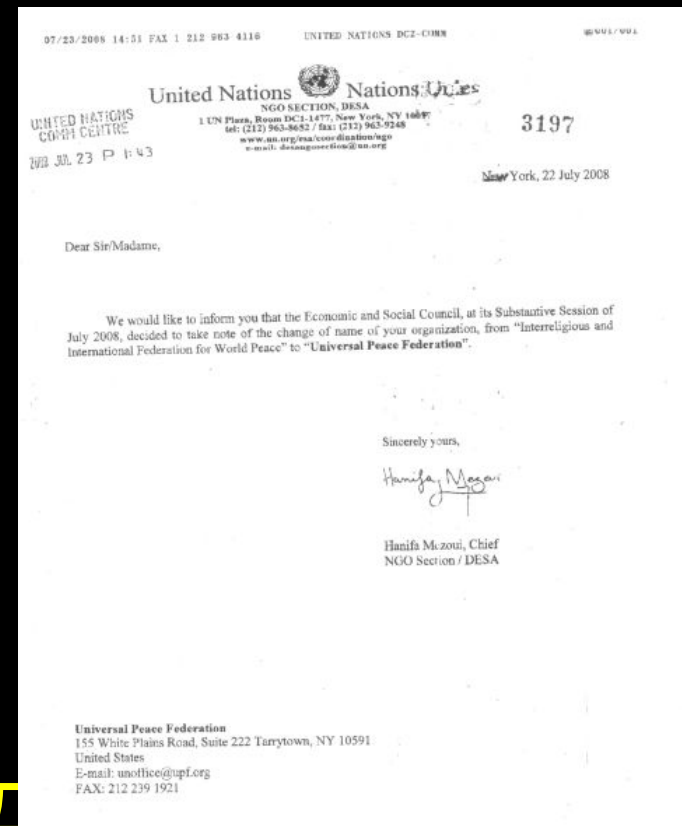 07/23/2008 14:31 FAX 1 212 963 4116 UNITED NATIONS DC2-COMM 001/001
United Nations Nations Unies
NGO SECTION, DESA
1 UN Plaza, Room DC1-1477, New York, NY 10017
tel: (212) 963-8652 / fax: (212) 963-9248
www.un.org/esa/coordination/ngo
e-mail: desangosection@un.org
UNITED NATIONS
COMM CENTRE
2008 JUL 23 P 1:43
3197
New York, 22 July 2008
Dear Sir/Madame,
We would like to inform you that the Economic and Social Council, at its Substantive Session of
July 2008, decided to take note of the change of name of your organization, from “Interreligious and
International Federation for World Peace” to “Universal Peace Federation”.
Sincerely yours,
Hanifa Mezoui
Hanifa Mezoui, Chief
NGO Section / DESA
Universal Peace Federation
155 White Plains Road, Suite 222 Tarrytown, NY 10591
United States
E-mail: unoffice@upf.org
FAX: 212 239 1921